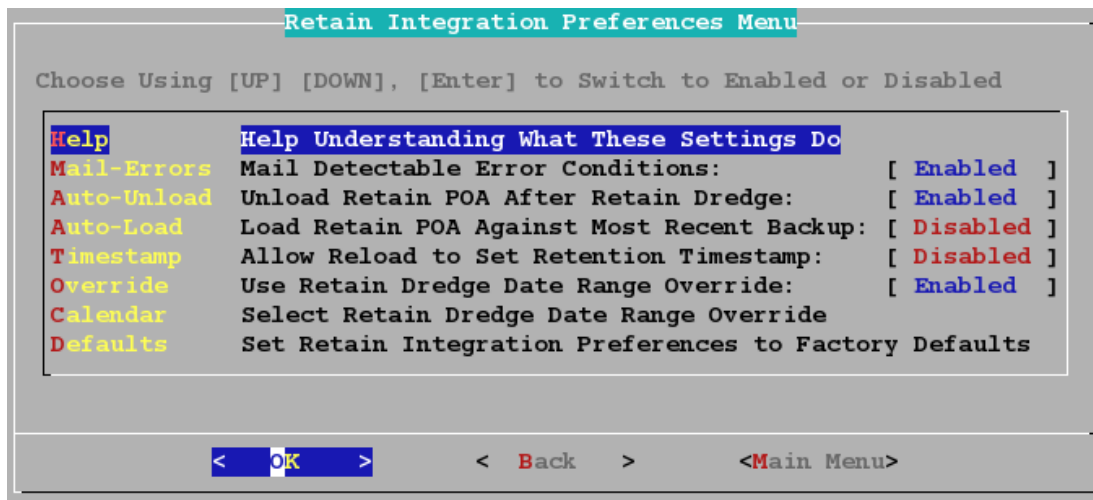 Retain Integration Preferences Menu
Choose Using [UP] [DOWN], [Enter] to Switch to Enabled or Disabled
Help Help Understanding What These Settings Do
Mail-Errors Mail Detectable Error Conditions: [ Enabled ]
Auto-Unload Unload Retain POA After Retain Dredge: [ Enabled ]
Auto-Load Load Retain POA Against Most Recent Backup: [ Disabled ]
Timestamp Allow Reload to Set Retention Timestamp: [ Disabled ]
Override Use Retain Dredge Date Range Override: [ Enabled ]
Calendar Select Retain Dredge Date Range Override
Defaults Set Retain Integration Preferences to Factory Defaults
< OK > < Back > <Main Menu>